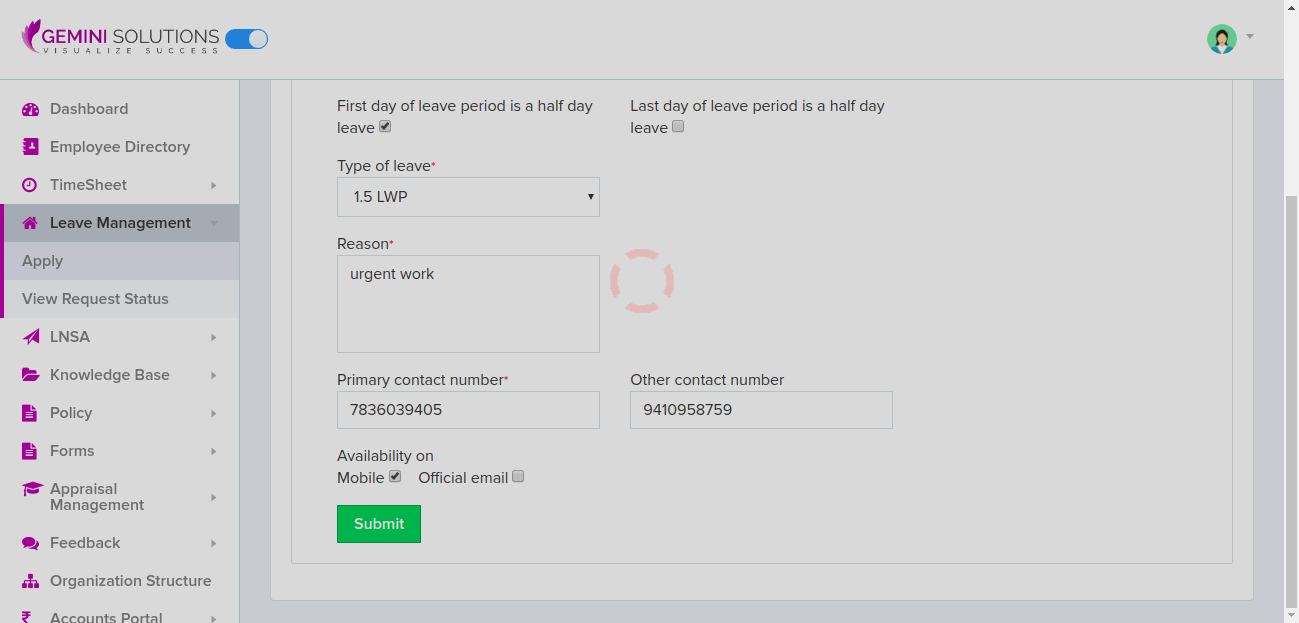 GEMINI SOLUTIONS
VISUALIZE SUCCESS
Dashboard
Employee Directory
TimeSheet
Leave Management
Apply
View Request Status
LNSA
Knowledge Base
Policy
Forms
Appraisal
Management
Feedback
Organization Structure
Accounts Portal
First day of leave period is a half day
leave
Last day of leave period is a half day
leave
Type of leave*
1.5 LWP
Reason*
urgent work
Primary contact number*
7836039405
Other contact number
9410958759
Availability on
Mobile Official email
Submit